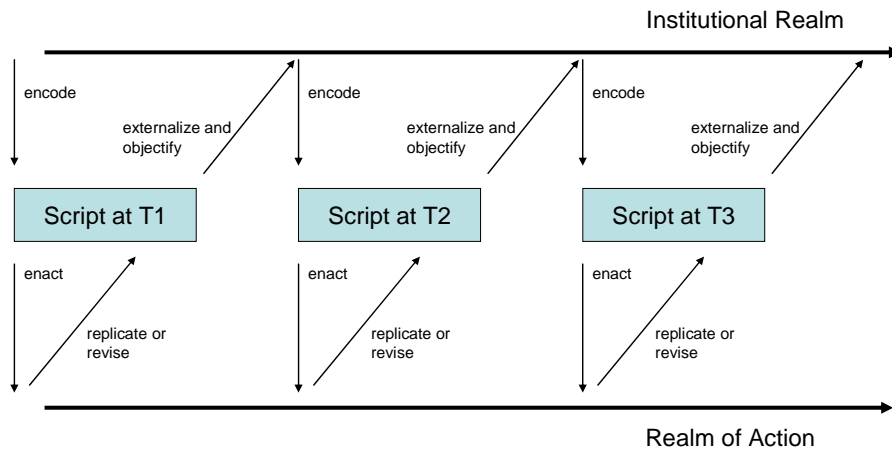 Institutional Realm
encode
encode
encode
externalize and
objectify
externalize and
objectify
externalize and
objectify
Script at T1
Script at T2
Script at T3
enact
enact
enact
replicate or
revise
replicate or
revise
replicate or
revise
Realm of Action